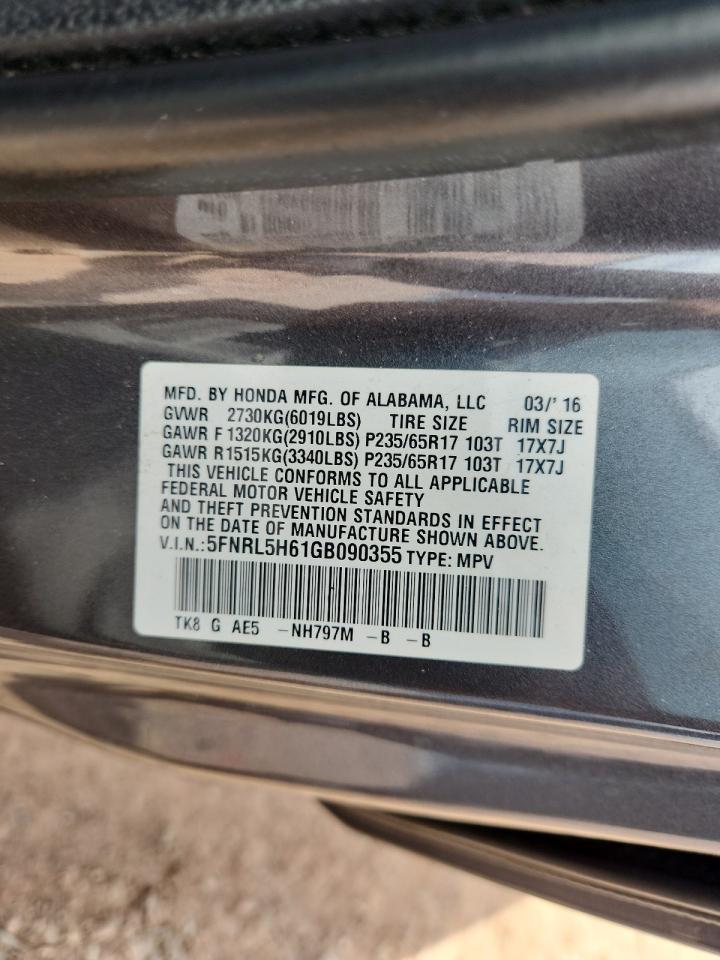 MFD. BY HONDA MFG. OF ALABAMA, LLC 03/' 16
GVWR 2730KG(6019LBS) TIRE SIZE RIM SIZE
GAWR F 1320KG(2910LBS) P235/65R17 103T 17X7J
GAWR R1515KG(3340LBS) P235/65R17 103T 17X7J
THIS VEHICLE CONFORMS TO ALL APPLICABLE
FEDERAL MOTOR VEHICLE SAFETY
AND THEFT PREVENTION STANDARDS IN EFFECT
ON THE DATE OF MANUFACTURE SHOWN ABOVE.
V.I.N.:5FNRL5H61GB090355 TYPE: MPV
TK8 G AE5 -NH797M -B -B